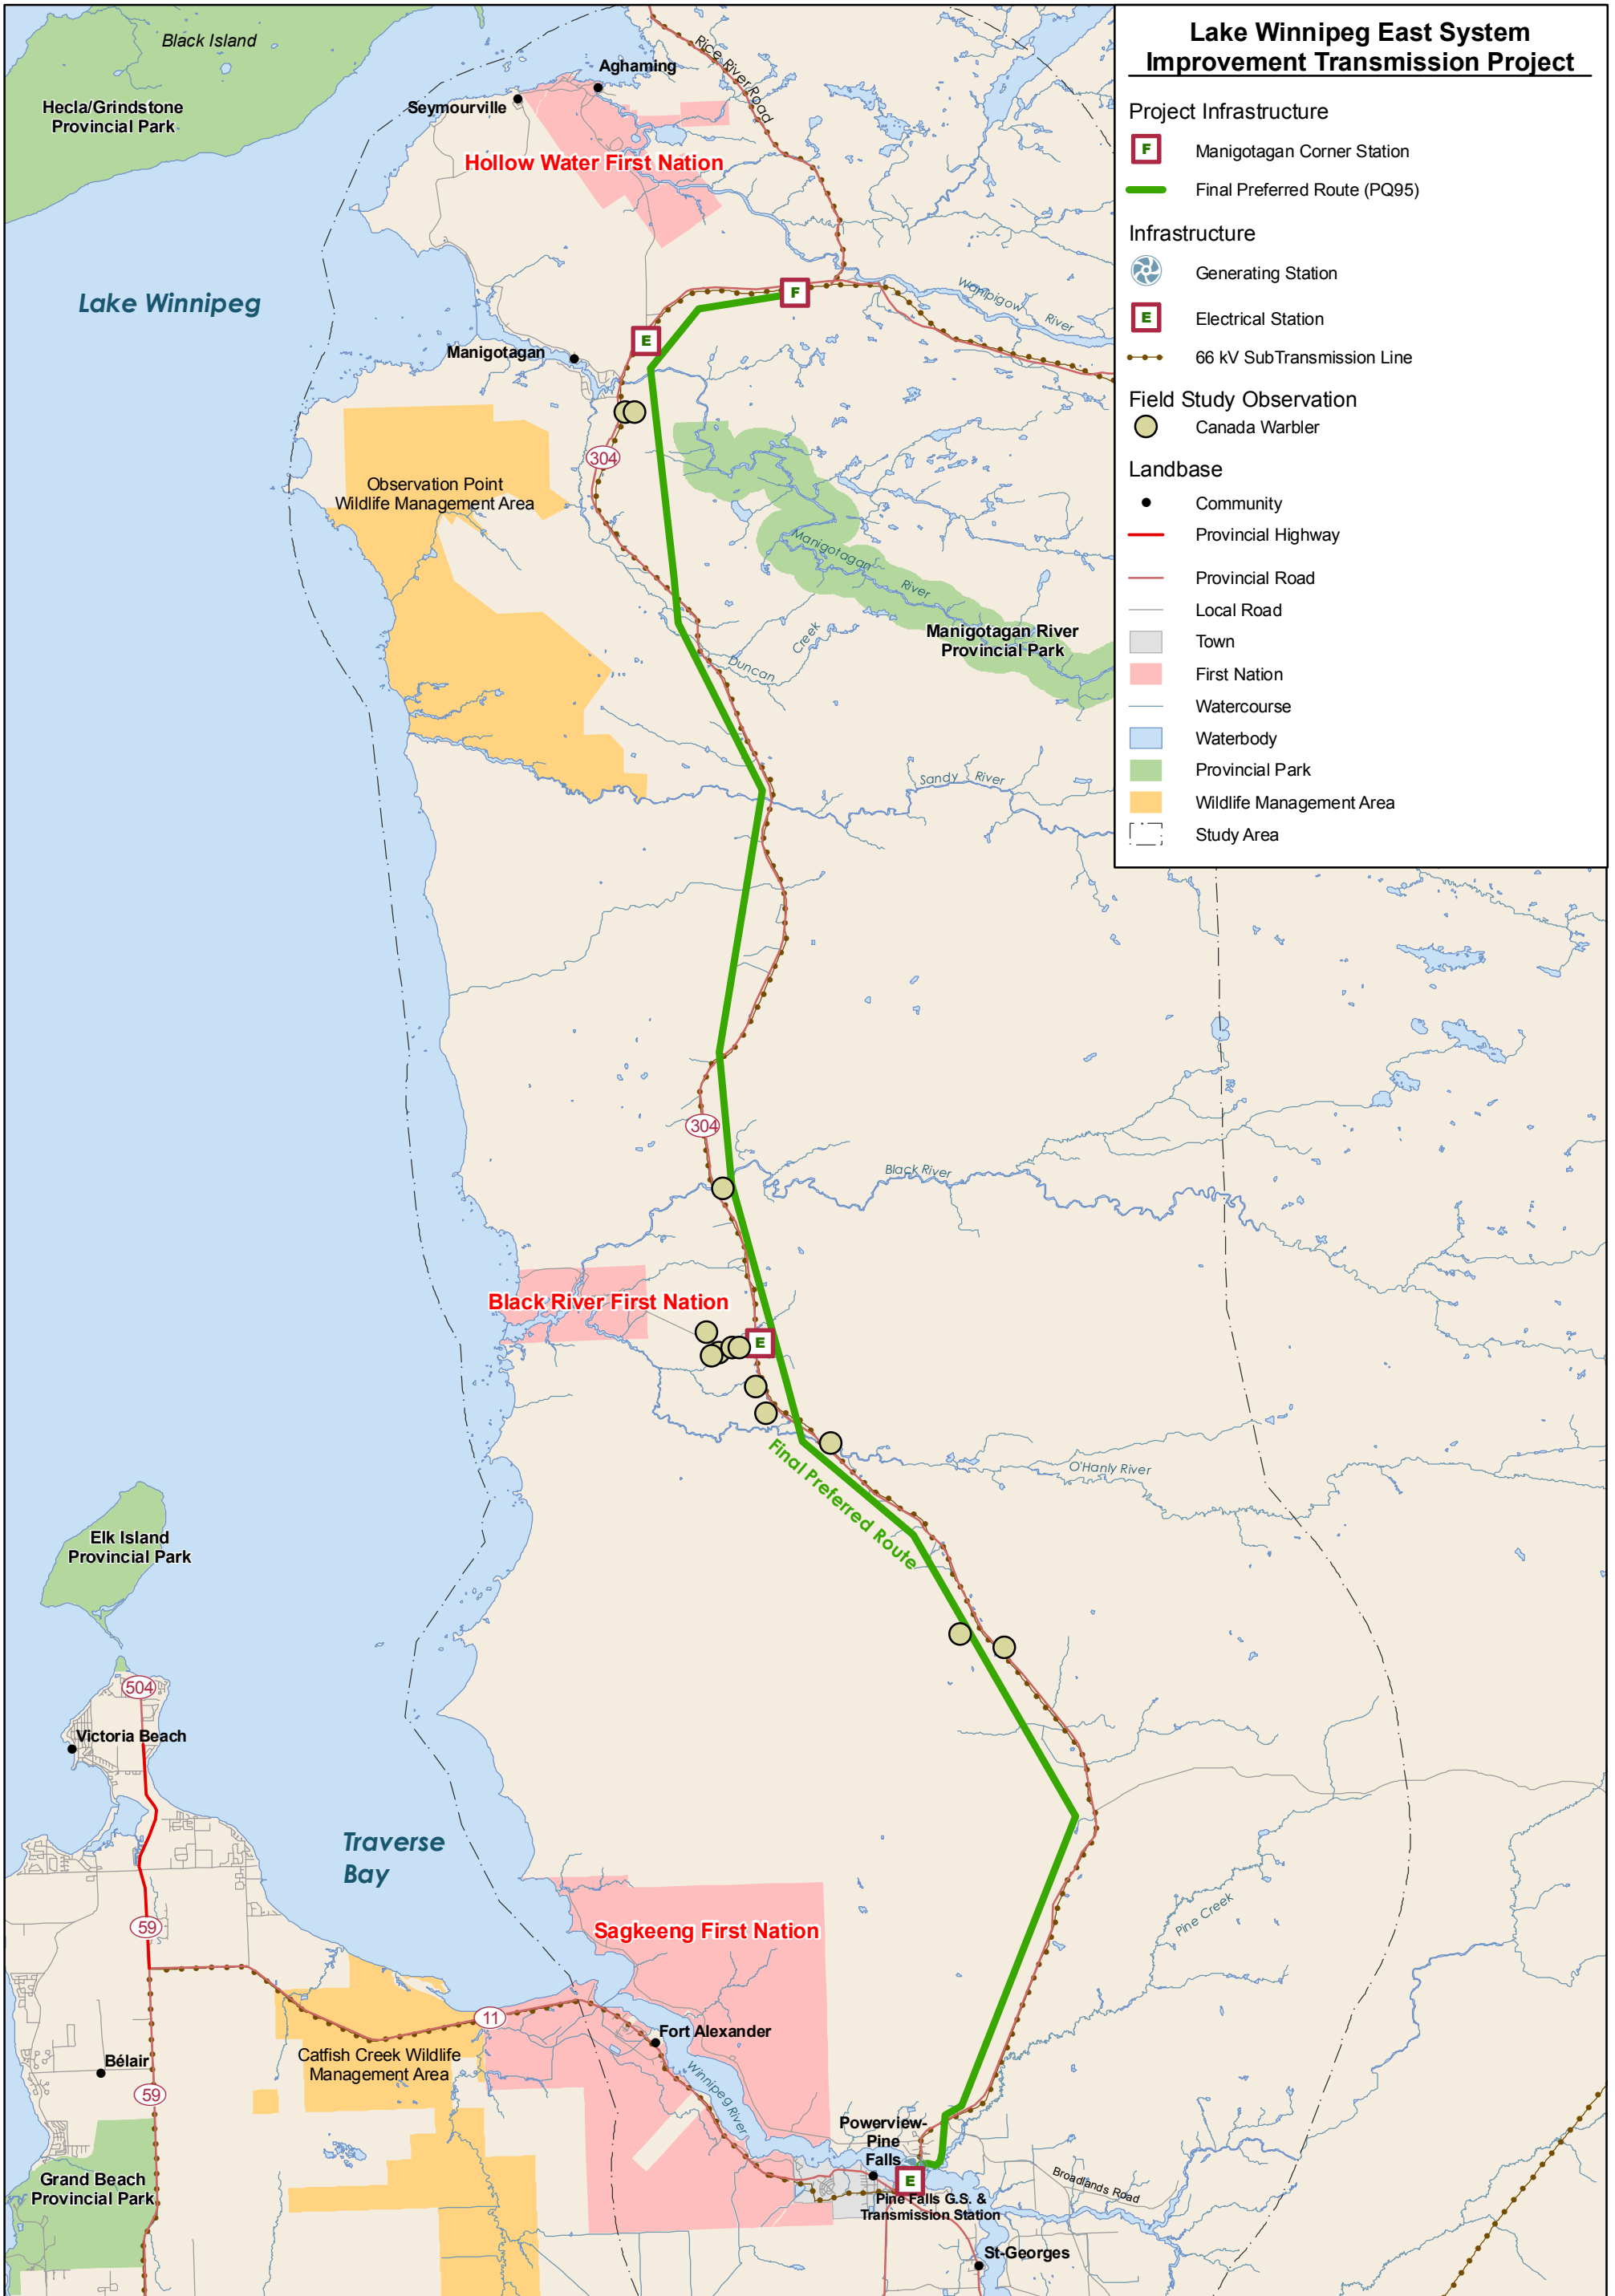 Lake Winnipeg East System
Improvement Transmission Project
Project Infrastructure
F
Manigotagan Corner Station
Final Preferred Route (PQ95)
Infrastructure
Generating Station
E
Electrical Station
66 kV SubTransmission Line
Field Study Observation
Canada Warbler
Landbase
Community
Provincial Highway
Provincial Road
Local Road
Town
First Nation
Watercourse
Waterbody
Provincial Park
Wildlife Management Area
Study Area
Black Island
Hecla/Grindstone
Provincial Park
Aghaming
Seymourville
Rice River Road
Hollow Water First Nation
Lake Winnipeg
F
E
Wanipigow
River
Manigotagan
304
Observation Point
Wildlife Management Area
Manigotagan
River
Manigotagan River
Provincial Park
Duncan
Creek
Sandy River
304
Black River
Black River First Nation
E
O'Hanly River
Final Preferred Route
Elk Island
Provincial Park
504
Victoria Beach
Traverse
Bay
59
Sagkeeng First Nation
Pine Creek
11
Fort Alexander
Catfish Creek Wildlife
Management Area
Bélair
59
Winnipeg River
Powerview-
Pine
Falls
E
Broadlands Road
Pine Falls G.S. &
Transmission Station
Grand Beach
Provincial Park
St-Georges